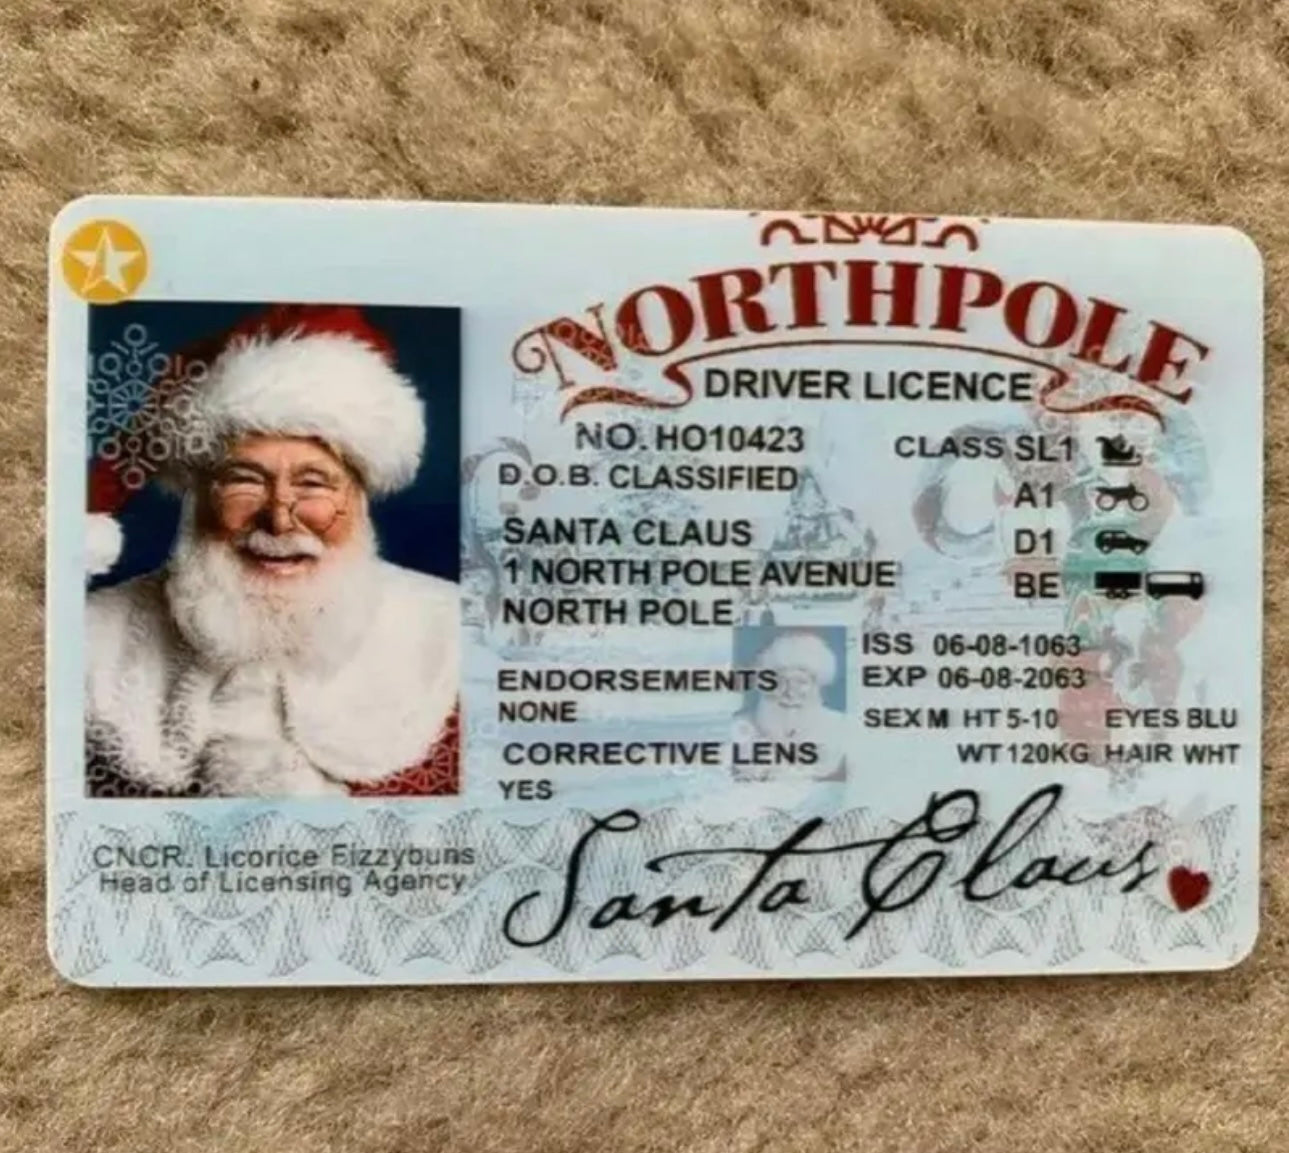 NORTHPOLE
DRIVER LICENCE
NO. HO10423
D.O.B. CLASSIFIED
SANTA CLAUS
1 NORTH POLE AVENUE
NORTH POLE
CLASS SL1
A1
D1
BE
ISS 06-08-1063
EXP 06-08-2063
SEX M HT 5-10 EYES BLU
WT 120KG HAIR WHT
ENDORSEMENTS
NONE
CORRECTIVE LENS
YES
CNCR. Licorice Fizzybuns
Head of Licensing Agency
Santa Claus